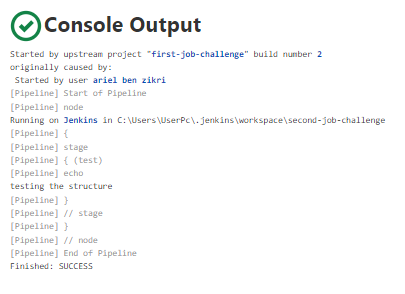 Console Output
Started by upstream project "first-job-challenge" build number 2
originally caused by:
 Started by user ariel ben zikri
[Pipeline] Start of Pipeline
[Pipeline] node
Running on Jenkins in C:\Users\UserPc\.jenkins\workspace\second-job-challenge
[Pipeline] {
[Pipeline] stage
[Pipeline] { (test)
[Pipeline] echo
testing the structure
[Pipeline] }
[Pipeline] // stage
[Pipeline] }
[Pipeline] // node
[Pipeline] End of Pipeline
Finished: SUCCESS